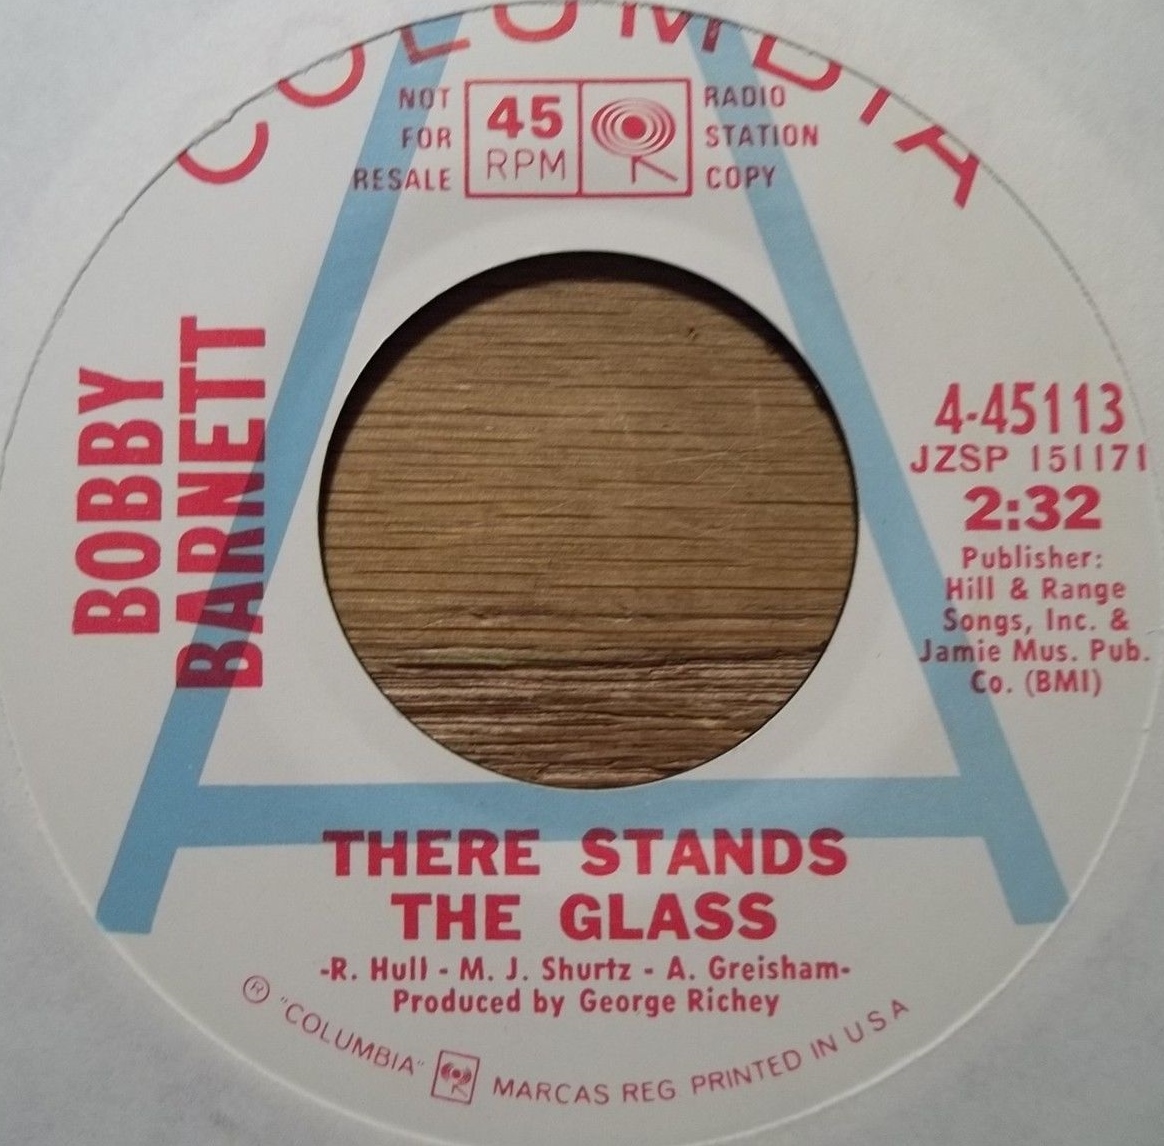 COLUMBIA
NOT
FOR
RESALE
45
RPM
RADIO
STATION
COPY
BOBBY
BARNETT
4-45113
JZSP 151171
2:32
Publisher:
Hill & Range
Songs, Inc. &
Jamie Mus. Pub.
Co. (BMI)
A
THERE STANDS
THE GLASS
-R. Hull - M. J. Shurtz - A. Greisham-
Produced by George Richey
® "COLUMBIA" MARCAS REG PRINTED IN U S A